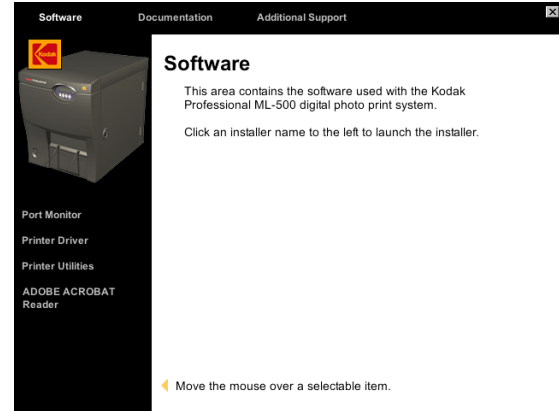 Software
Documentation
Additional Support
Kodak
Software
This area contains the software used with the Kodak
Professional ML-500 digital photo print system.
Click an installer name to the left to launch the installer.
Port Monitor
Printer Driver
Printer Utilities
ADOBE ACROBAT
Reader
Move the mouse over a selectable item.